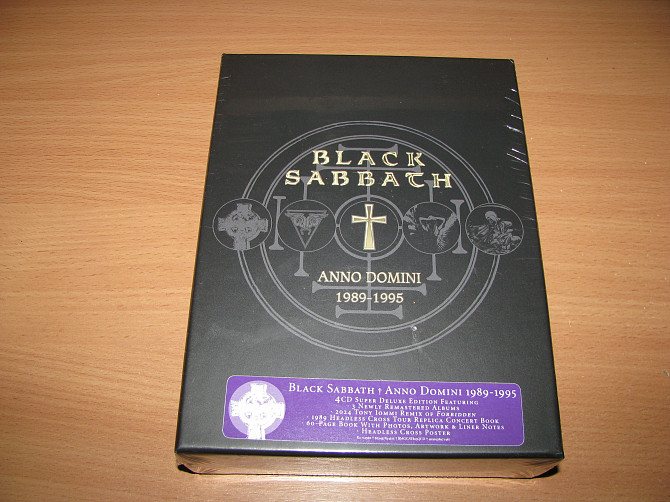 BLACK
SABBATH
ANNO DOMINI
1989-1995
BLACK SABBATH † ANNO DOMINI 1989-1995
4CD SUPER DELUXE EDITION FEATURING
· 3 NEWLY REMASTERED ALBUMS
· 2024 TONY IOMMI REMIX OF FORBIDDEN
· 1989 HEADLESS CROSS TOUR REPLICA CONCERT BOOK
· 60-PAGE BOOK WITH PHOTOS, ARTWORK & LINER NOTES
· HEADLESS CROSS POSTER